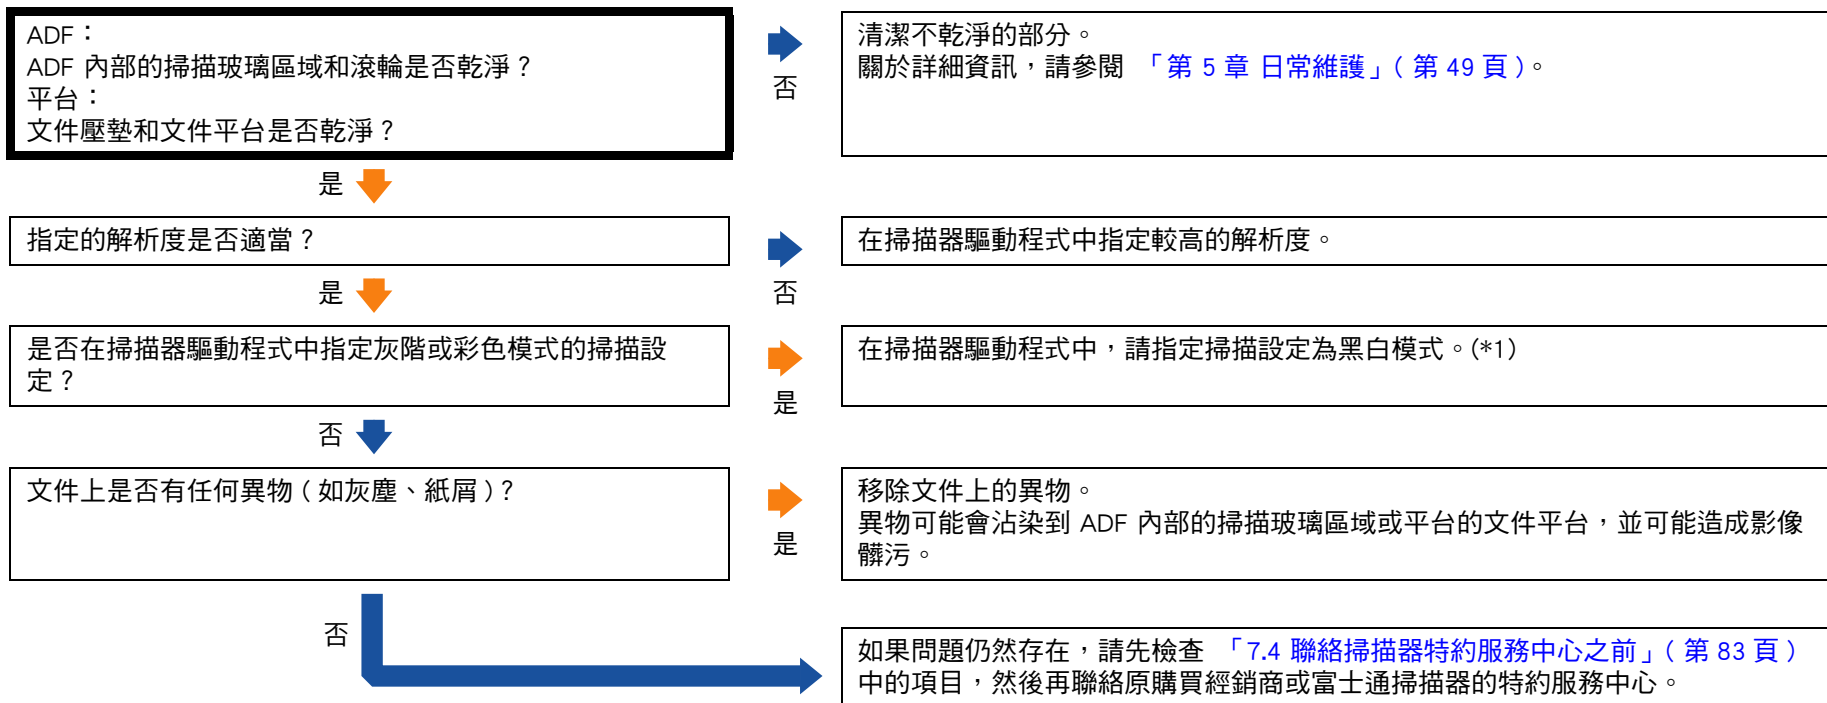 ADF：
ADF 內部的掃描玻璃區域和滾輪是否乾淨？
平台：
文件壓墊和文件平台是否乾淨？
否
清潔不乾淨的部分。
關於詳細資訊，請參閱 「第 5 章 日常維護」( 第 49 頁 )。
是
指定的解析度是否適當？
否
在掃描器驅動程式中指定較高的解析度。
是
是否在掃描器驅動程式中指定灰階或彩色模式的掃描設
定？
是
在掃描器驅動程式中，請指定掃描設定為黑白模式。(*1)
否
文件上是否有任何異物 ( 如灰塵、紙屑 )？
是
移除文件上的異物。
異物可能會沾染到 ADF 內部的掃描玻璃區域或平台的文件平台，並可能造成影像
髒污。
否
如果問題仍然存在，請先檢查 「7.4 聯絡掃描器特約服務中心之前」( 第 83 頁 )
中的項目，然後再聯絡原購買經銷商或富士通掃描器的特約服務中心。